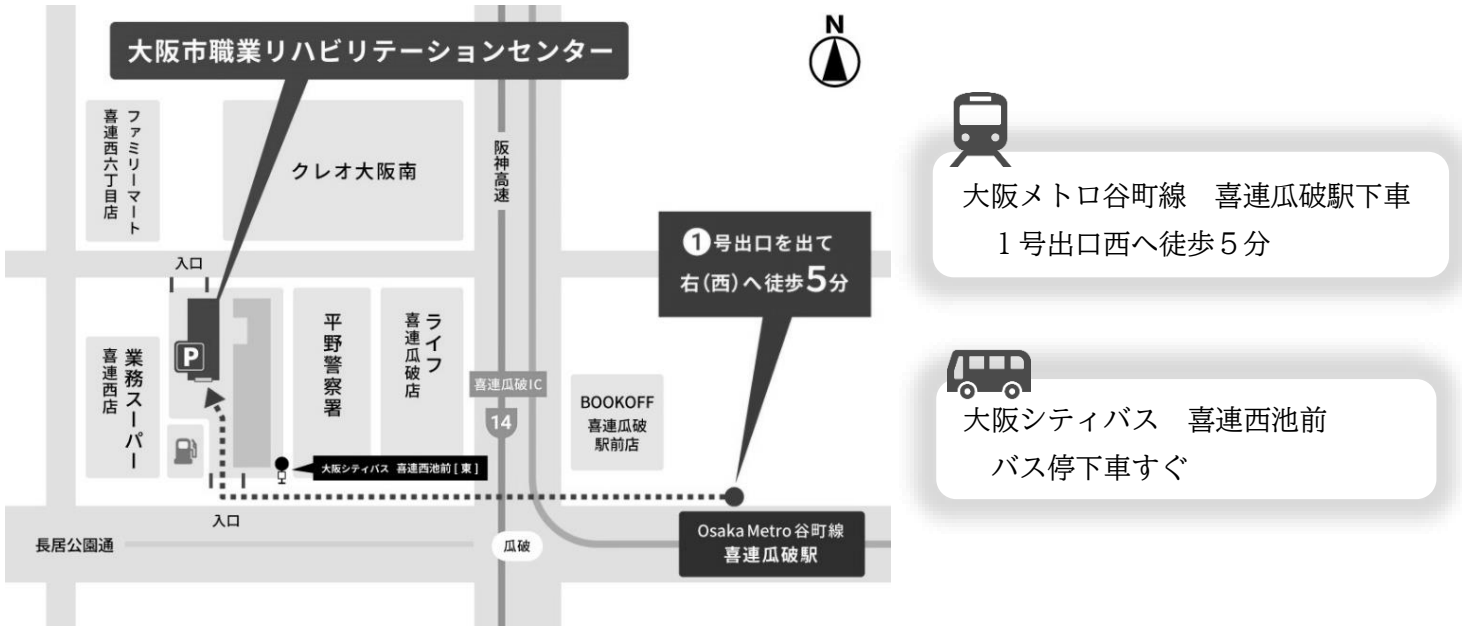 大阪市職業リハビリテーションセンター
N
ファミリーマート
喜連西六丁目店
クレオ大阪南
阪神高速
❶号出口を出て
右(西)へ徒歩5分
入口
P
業務スーパー
喜連西店
平野警察署
ライフ
喜連瓜破店
喜連瓜破IC
14
BOOKOFF
喜連瓜破
駅前店
大阪シティバス 喜連西池前 [ 東 ]
入口
長居公園通
瓜破
Osaka Metro 谷町線
喜連瓜破駅
大阪メトロ谷町線　喜連瓜破駅下車
１号出口西へ徒歩５分
大阪シティバス　喜連西池前
バス停下車すぐ